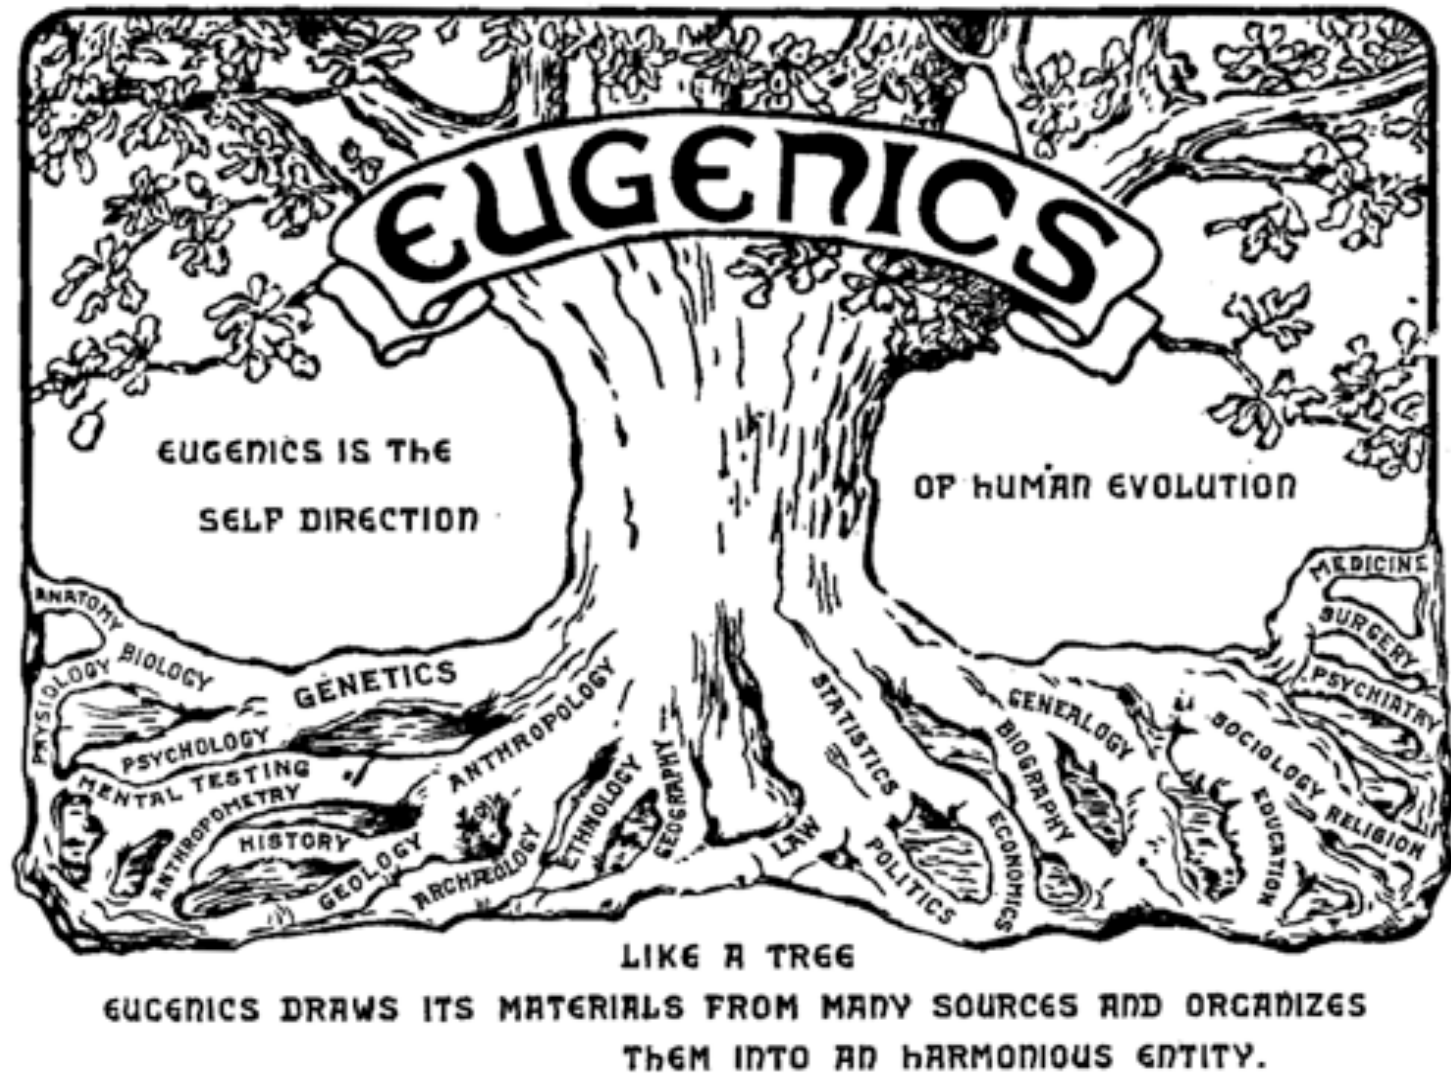 EUGENICS
EUGENICS IS THE
SELF DIRECTION
OF HUMAN EVOLUTION
ANATOMY
BIOLOGY
PHYSIOLOGY
GENETICS
PSYCHOLOGY
MENTAL TESTING
ANTHROPOMETRY
HISTORY
GEOLOGY
ANTHROPOLOGY
ARCHÆOLOGY
ETHNOLOGY
GEOGRAPHY
LAW
STATISTICS
POLITICS
ECONOMICS
BIOGRAPHY
GENEALOGY
EDUCATION
SOCIOLOGY
RELIGION
PSYCHIATRY
SURGERY
MEDICINE
LIKE A TREE
EUGENICS DRAWS ITS MATERIALS FROM MANY SOURCES AND ORGANIZES
THEM INTO AN HARMONIOUS ENTITY.